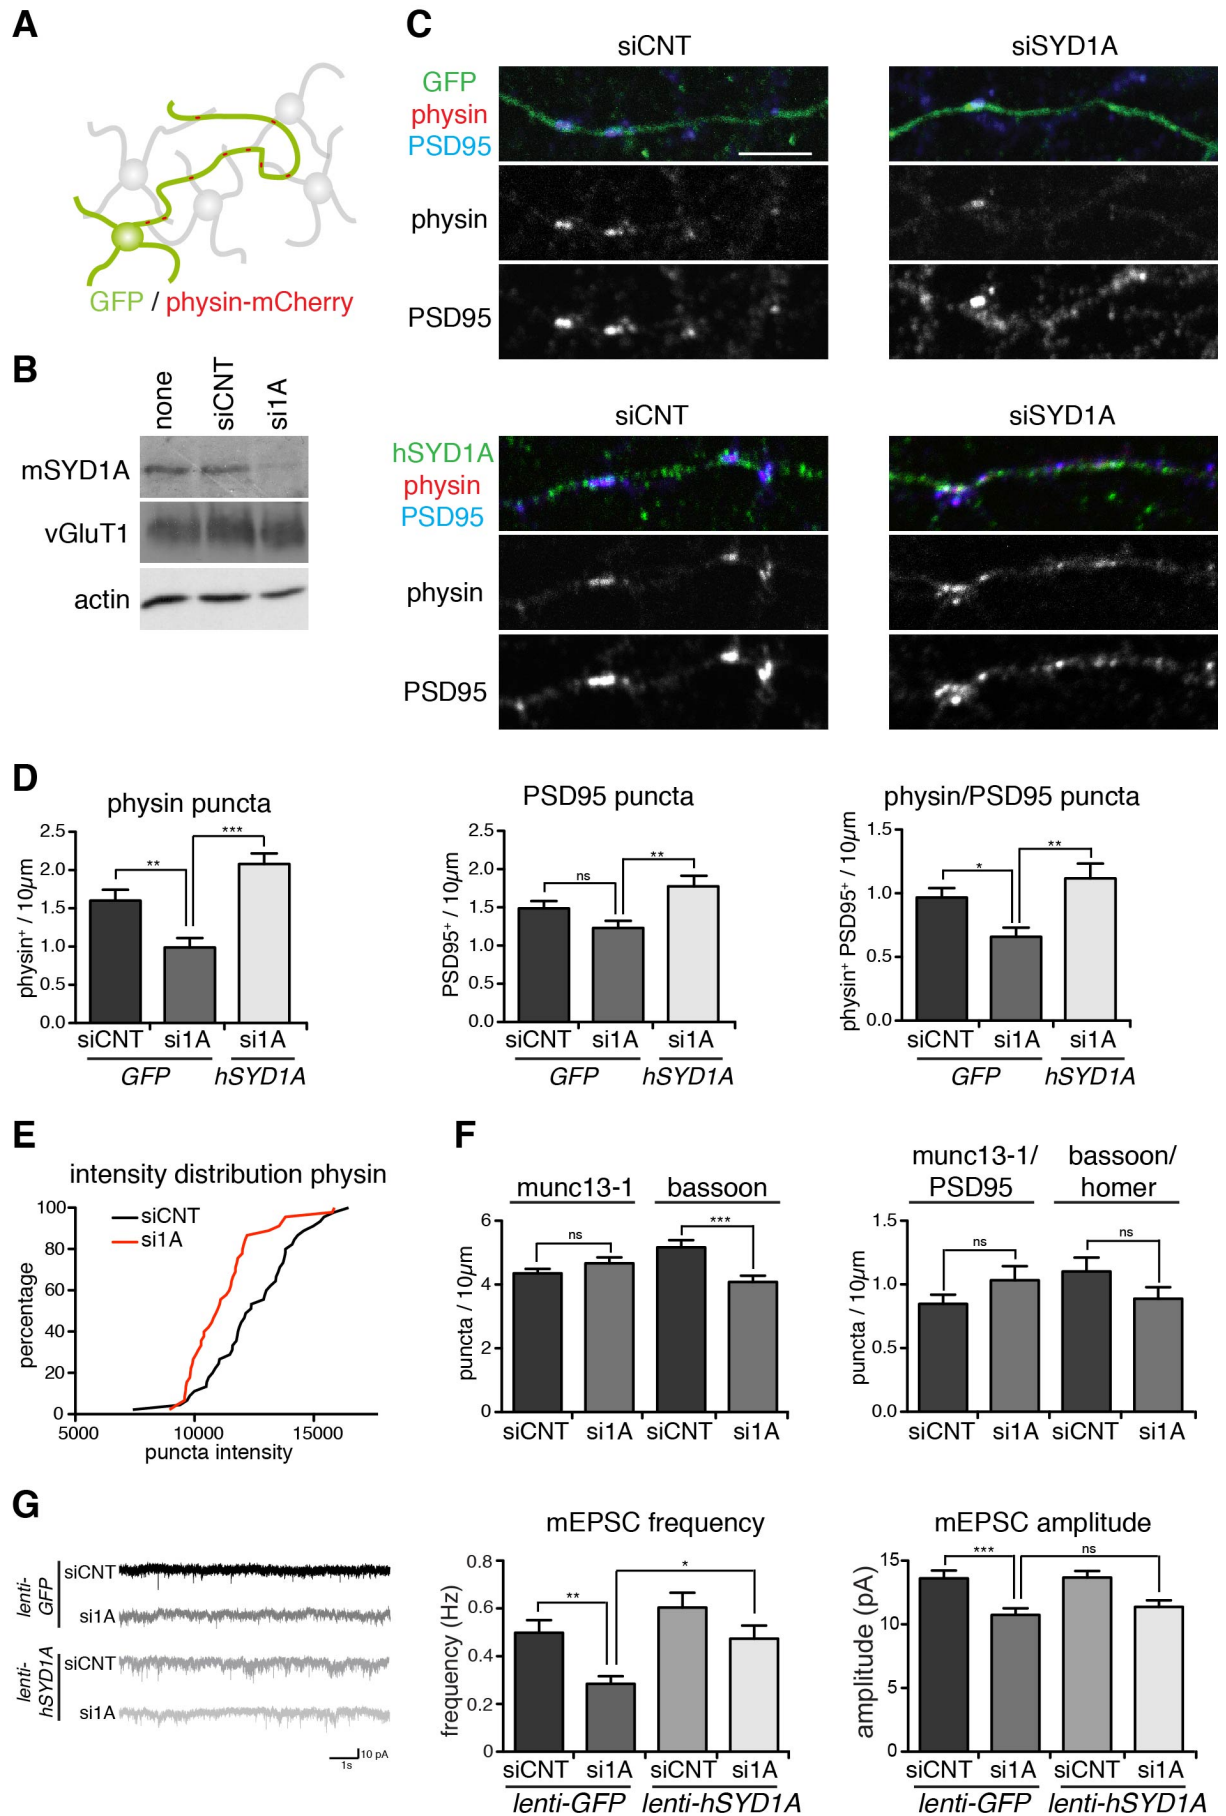 A
GFP / physin-mCherry
B
none
siCNT
si1A
mSYD1A
vGluT1
actin
C
siCNT
siSYD1A
GFP
physin
PSD95
physin
PSD95
siCNT
siSYD1A
hSYD1A
physin
PSD95
physin
PSD95
D
physin puncta
physin⁺ / 10µm
2.5
2.0
1.5
1.0
0.5
0.0
**
***
siCNT si1A si1A
GFP hSYD1A
PSD95 puncta
PSD95⁺ / 10µm
2.5
2.0
1.5
1.0
0.5
0.0
ns
**
siCNT si1A si1A
GFP hSYD1A
physin/PSD95 puncta
physin⁺ PSD95⁺ / 10µm
1.5
1.0
0.5
0.0
*
**
siCNT si1A si1A
GFP hSYD1A
E
intensity distribution physin
percentage
100
80
60
40
20
0
siCNT
si1A
5000 10000 15000
puncta intensity
F
munc13-1 bassoon
puncta / 10µm
6
4
2
0
ns
***
siCNT si1A siCNT si1A
munc13-1/ bassoon/
PSD95 homer
puncta / 10µm
1.5
1.0
0.5
0.0
ns
ns
siCNT si1A siCNT si1A
G
lenti-
GFP
siCNT
si1A
lenti-
hSYD1A
siCNT
si1A
10 pA
1s
mEPSC frequency
frequency (Hz)
0.8
0.6
0.4
0.2
0
**
*
siCNT si1A siCNT si1A
lenti-GFP lenti-hSYD1A
mEPSC amplitude
amplitude (pA)
15
10
5
0
***
ns
siCNT si1A siCNT si1A
lenti-GFP lenti-hSYD1A